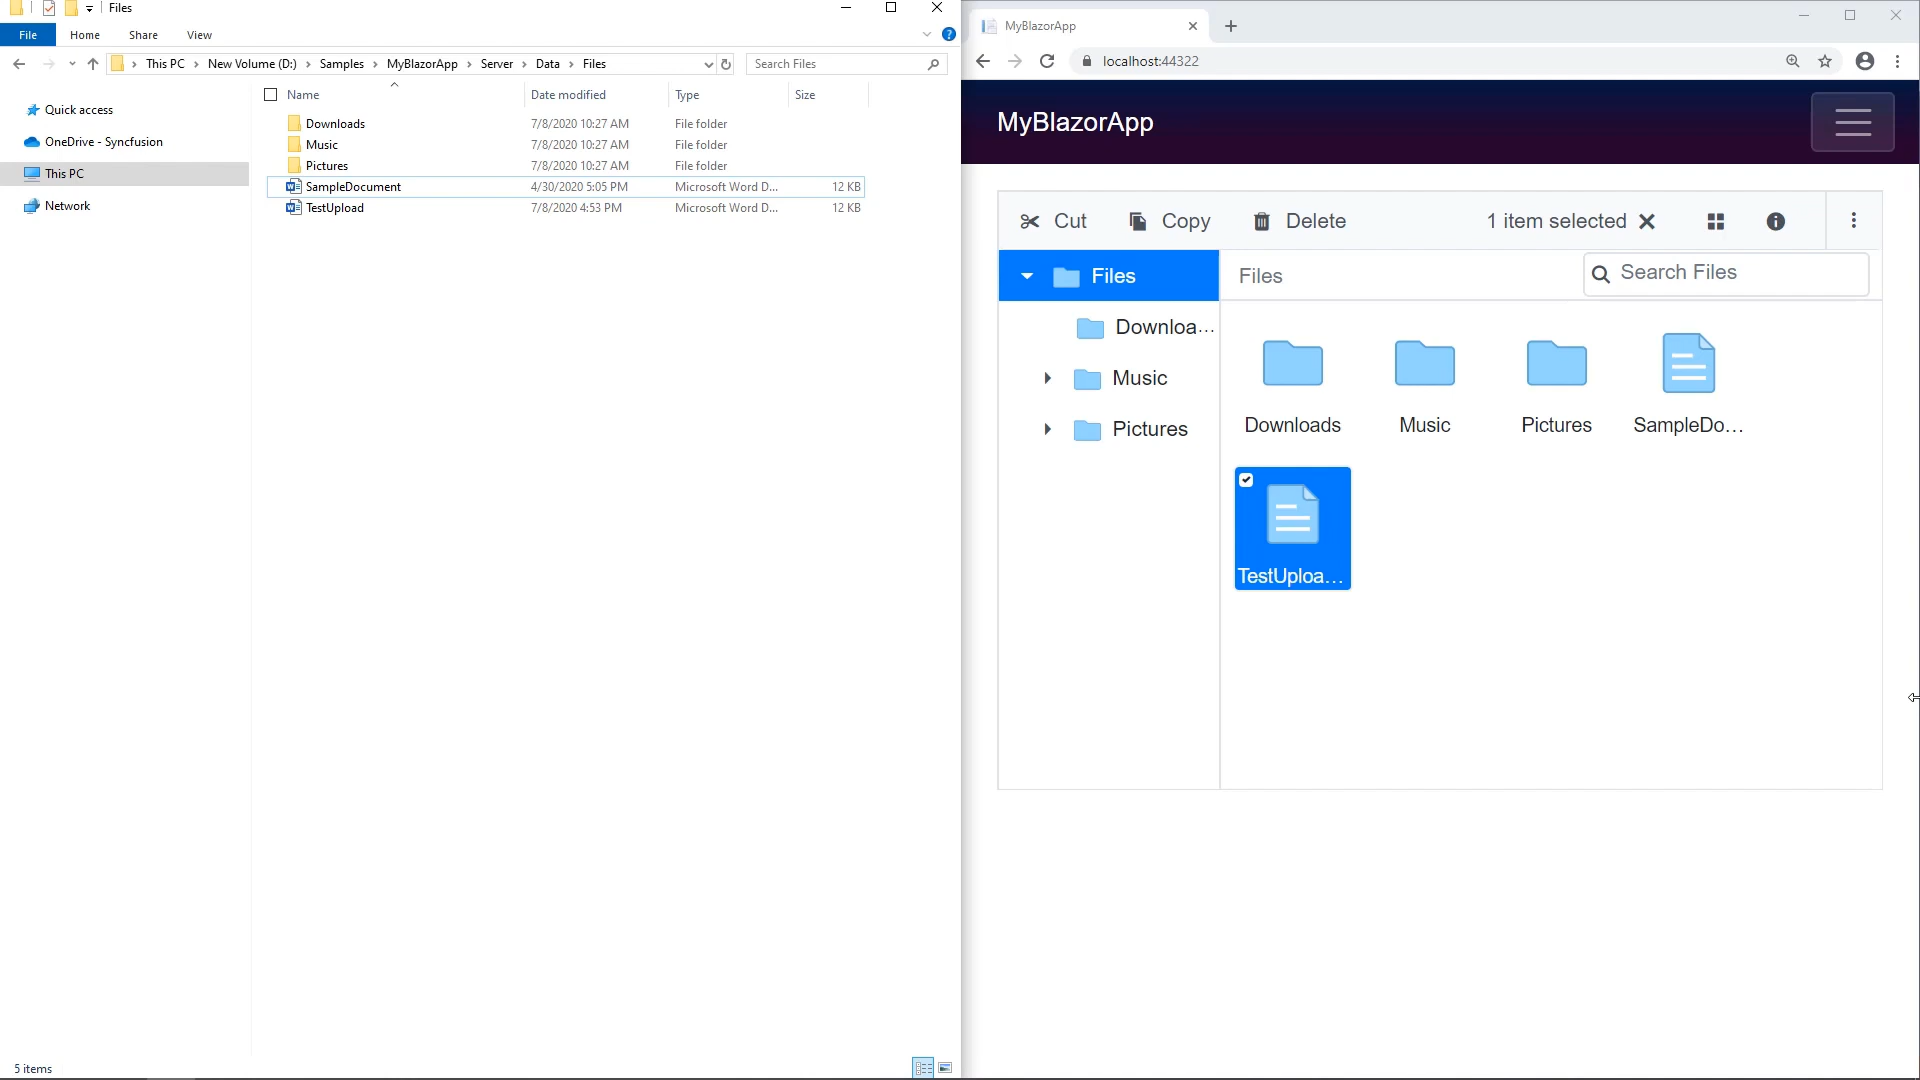 Files
File Home Share View
This PC New Volume (D:) Samples MyBlazorApp Server Data Files
Search Files
Quick access
OneDrive - Syncfusion
This PC
Network
Name Date modified Type Size
Downloads 7/8/2020 10:27 AM File folder
Music 7/8/2020 10:27 AM File folder
Pictures 7/8/2020 10:27 AM File folder
SampleDocument 4/30/2020 5:05 PM Microsoft Word D... 12 KB
TestUpload 7/8/2020 4:53 PM Microsoft Word D... 12 KB
5 items
MyBlazorApp
localhost:44322
MyBlazorApp
Cut Copy Delete 1 item selected
Files
Downloa...
Music
Pictures
Files
Search Files
Downloads Music Pictures SampleDo...
TestUploa...